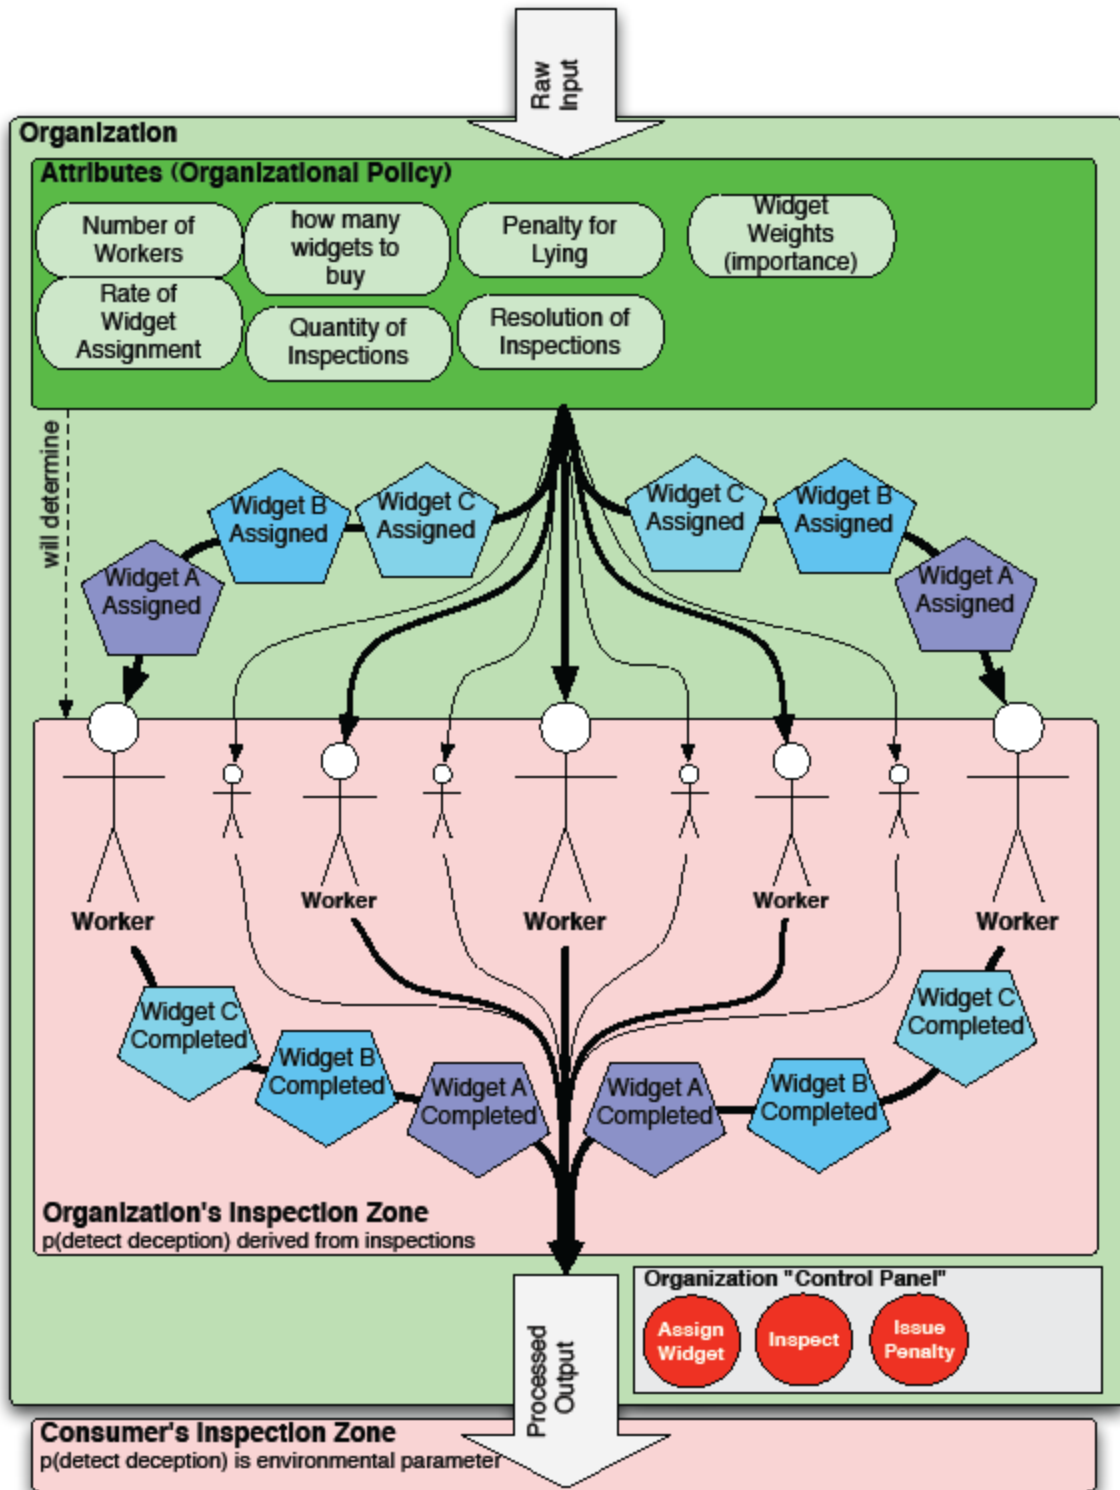 Raw
Input
Organization
Attributes (Organizational Policy)
Number of
Workers
how many
widgets to
buy
Penalty for
Lying
Widget
Weights
(importance)
Rate of
Widget
Assignment
Quantity of
Inspections
Resolution of
Inspections
will determine
Widget A
Assigned
Widget B
Assigned
Widget C
Assigned
Widget C
Assigned
Widget B
Assigned
Widget A
Assigned
Worker
Worker
Worker
Worker
Worker
Widget C
Completed
Widget B
Completed
Widget A
Completed
Widget A
Completed
Widget B
Completed
Widget C
Completed
Organization's Inspection Zone
p(detect deception) derived from inspections
Organization "Control Panel"
Assign
Widget
Inspect
Issue
Penalty
Processed
Output
Consumer's Inspection Zone
p(detect deception) is environmental parameter